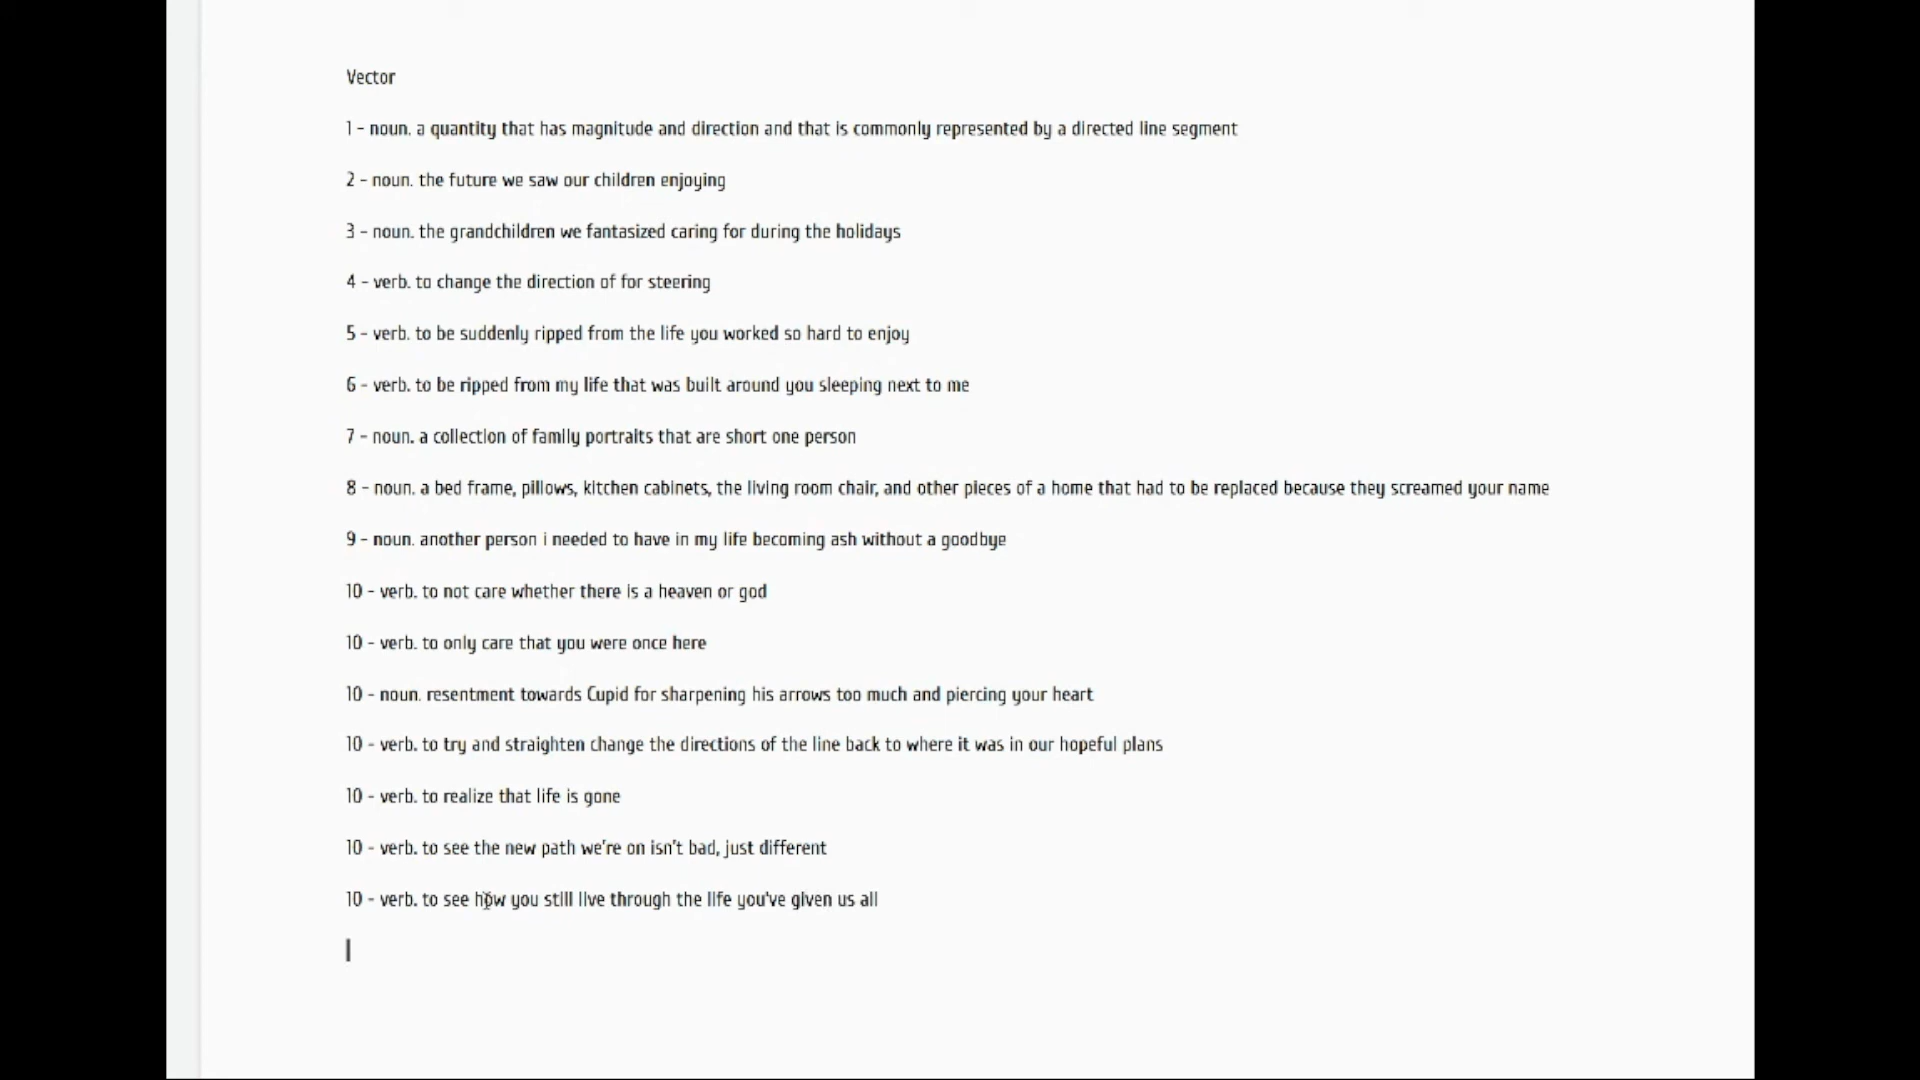 Vector
1 - noun. a quantity that has magnitude and direction and that is commonly represented by a directed line segment
2 - noun. the future we saw our children enjoying
3 - noun. the grandchildren we fantasized caring for during the holidays
4 - verb. to change the direction of for steering
5 - verb. to be suddenly ripped from the life you worked so hard to enjoy
6 - verb. to be ripped from my life that was built around you sleeping next to me
7 - noun. a collection of family portraits that are short one person
8 - noun. a bed frame, pillows, kitchen cabinets, the living room chair, and other pieces of a home that had to be replaced because they screamed your name
9 - noun. another person i needed to have in my life becoming ash without a goodbye
10 - verb. to not care whether there is a heaven or god
10 - verb. to only care that you were once here
10 - noun. resentment towards Cupid for sharpening his arrows too much and piercing your heart
10 - verb. to try and straighten change the directions of the line back to where it was in our hopeful plans
10 - verb. to realize that life is gone
10 - verb. to see the new path we're on isn't bad, just different
10 - verb. to see how you still live through the life you've given us all